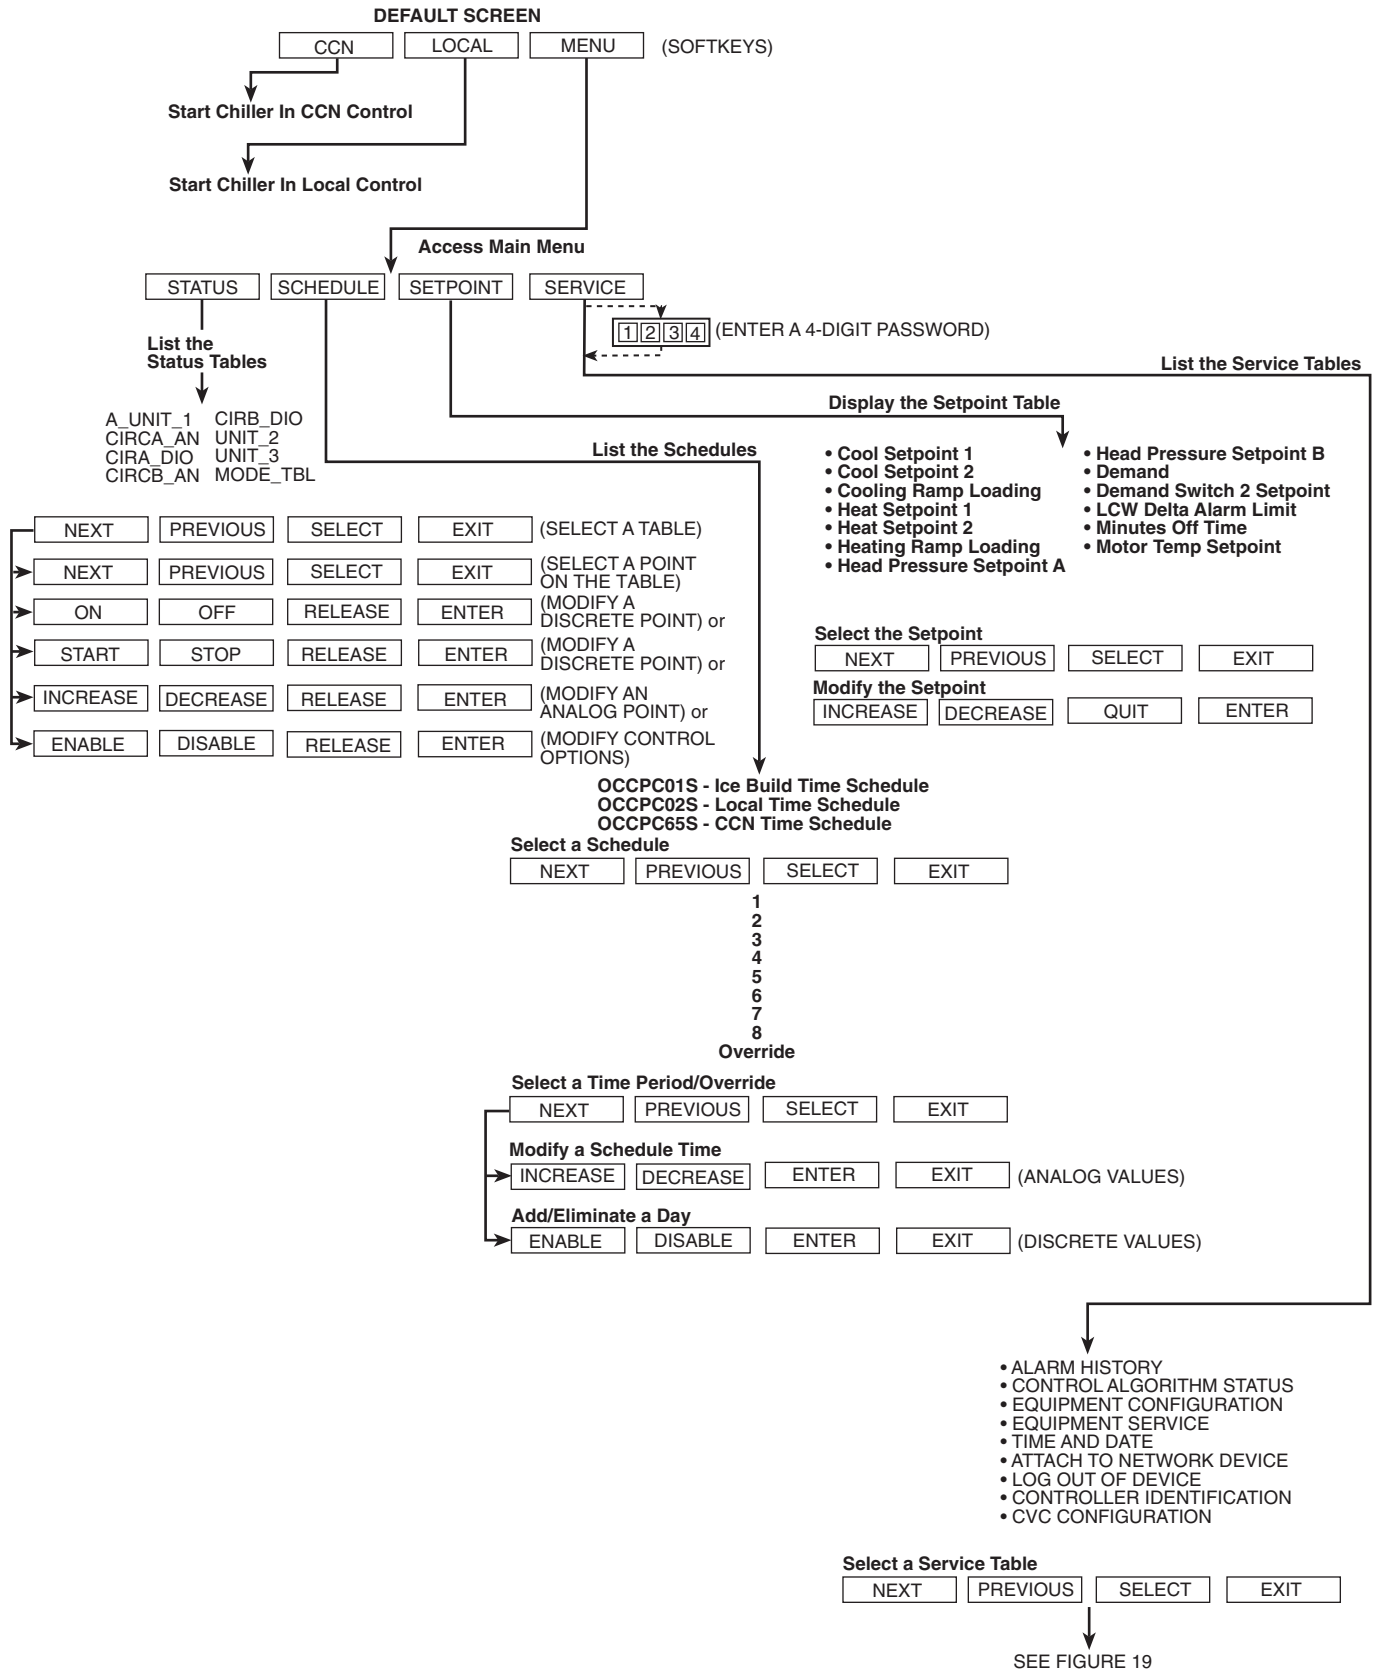 DEFAULT SCREEN
CCN LOCAL MENU (SOFTKEYS)
Start Chiller In CCN Control
Start Chiller In Local Control
Access Main Menu
STATUS SCHEDULE SETPOINT SERVICE
1 2 3 4 (ENTER A 4-DIGIT PASSWORD)
List the
Status Tables
List the Service Tables
Display the Setpoint Table
List the Schedules
A_UNIT_1 CIRB_DIO
CIRCA_AN UNIT_2
CIRA_DIO UNIT_3
CIRCB_AN MODE_TBL
• Cool Setpoint 1
• Cool Setpoint 2
• Cooling Ramp Loading
• Heat Setpoint 1
• Heat Setpoint 2
• Heating Ramp Loading
• Head Pressure Setpoint A
• Head Pressure Setpoint B
• Demand
• Demand Switch 2 Setpoint
• LCW Delta Alarm Limit
• Minutes Off Time
• Motor Temp Setpoint
NEXT PREVIOUS SELECT EXIT (SELECT A TABLE)
NEXT PREVIOUS SELECT EXIT (SELECT A POINT
ON THE TABLE)
ON OFF RELEASE ENTER (MODIFY A
DISCRETE POINT) or
START STOP RELEASE ENTER (MODIFY A
DISCRETE POINT) or
INCREASE DECREASE RELEASE ENTER (MODIFY AN
ANALOG POINT) or
ENABLE DISABLE RELEASE ENTER (MODIFY CONTROL
OPTIONS)
Select the Setpoint
NEXT PREVIOUS SELECT EXIT
Modify the Setpoint
INCREASE DECREASE QUIT ENTER
OCCPC01S - Ice Build Time Schedule
OCCPC02S - Local Time Schedule
OCCPC65S - CCN Time Schedule
Select a Schedule
NEXT PREVIOUS SELECT EXIT
1
2
3
4
5
6
7
8
Override
Select a Time Period/Override
NEXT PREVIOUS SELECT EXIT
Modify a Schedule Time
INCREASE DECREASE ENTER EXIT (ANALOG VALUES)
Add/Eliminate a Day
ENABLE DISABLE ENTER EXIT (DISCRETE VALUES)
• ALARM HISTORY
• CONTROL ALGORITHM STATUS
• EQUIPMENT CONFIGURATION
• EQUIPMENT SERVICE
• TIME AND DATE
• ATTACH TO NETWORK DEVICE
• LOG OUT OF DEVICE
• CONTROLLER IDENTIFICATION
• CVC CONFIGURATION
Select a Service Table
NEXT PREVIOUS SELECT EXIT
SEE FIGURE 19